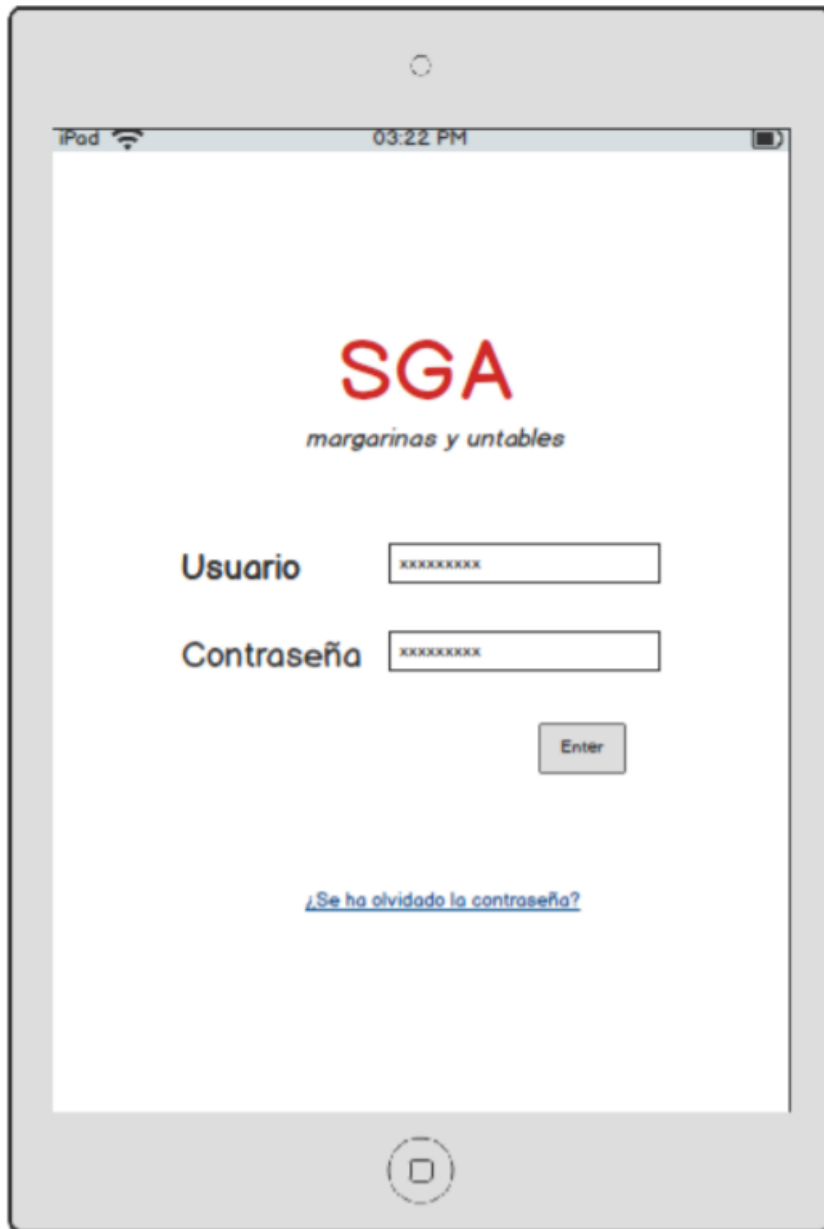 iPad 03:22 PM
SGA
margarinas y untables
Usuario xxxxxxxxx
Contraseña xxxxxxxxx
Enter
¿Se ha olvidado la contraseña?